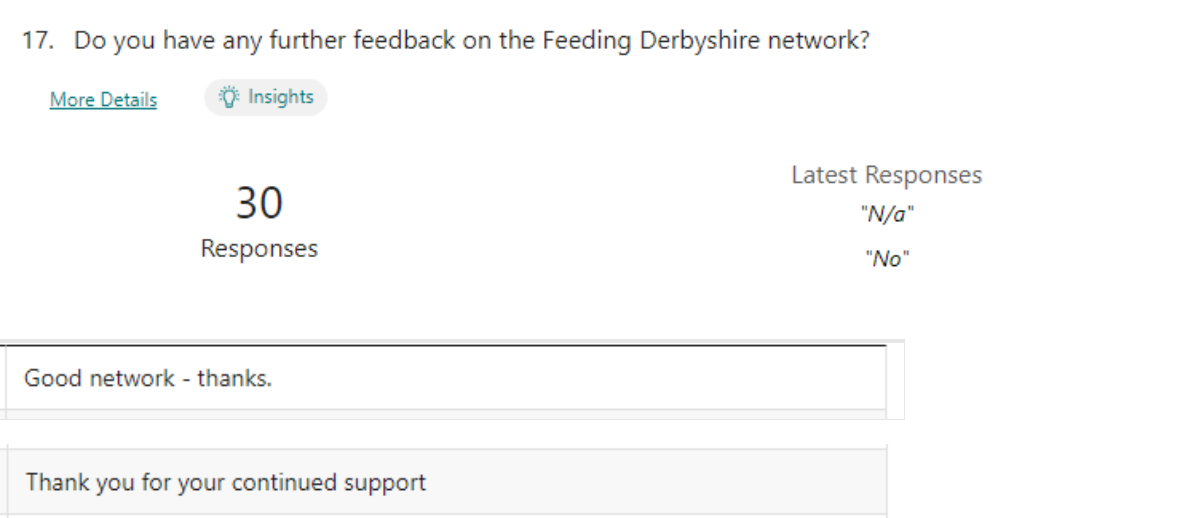 17. Do you have any further feedback on the Feeding Derbyshire network?
More Details
Insights
30
Responses
Latest Responses
"N/a"
"No"
Good network - thanks.
Thank you for your continued support